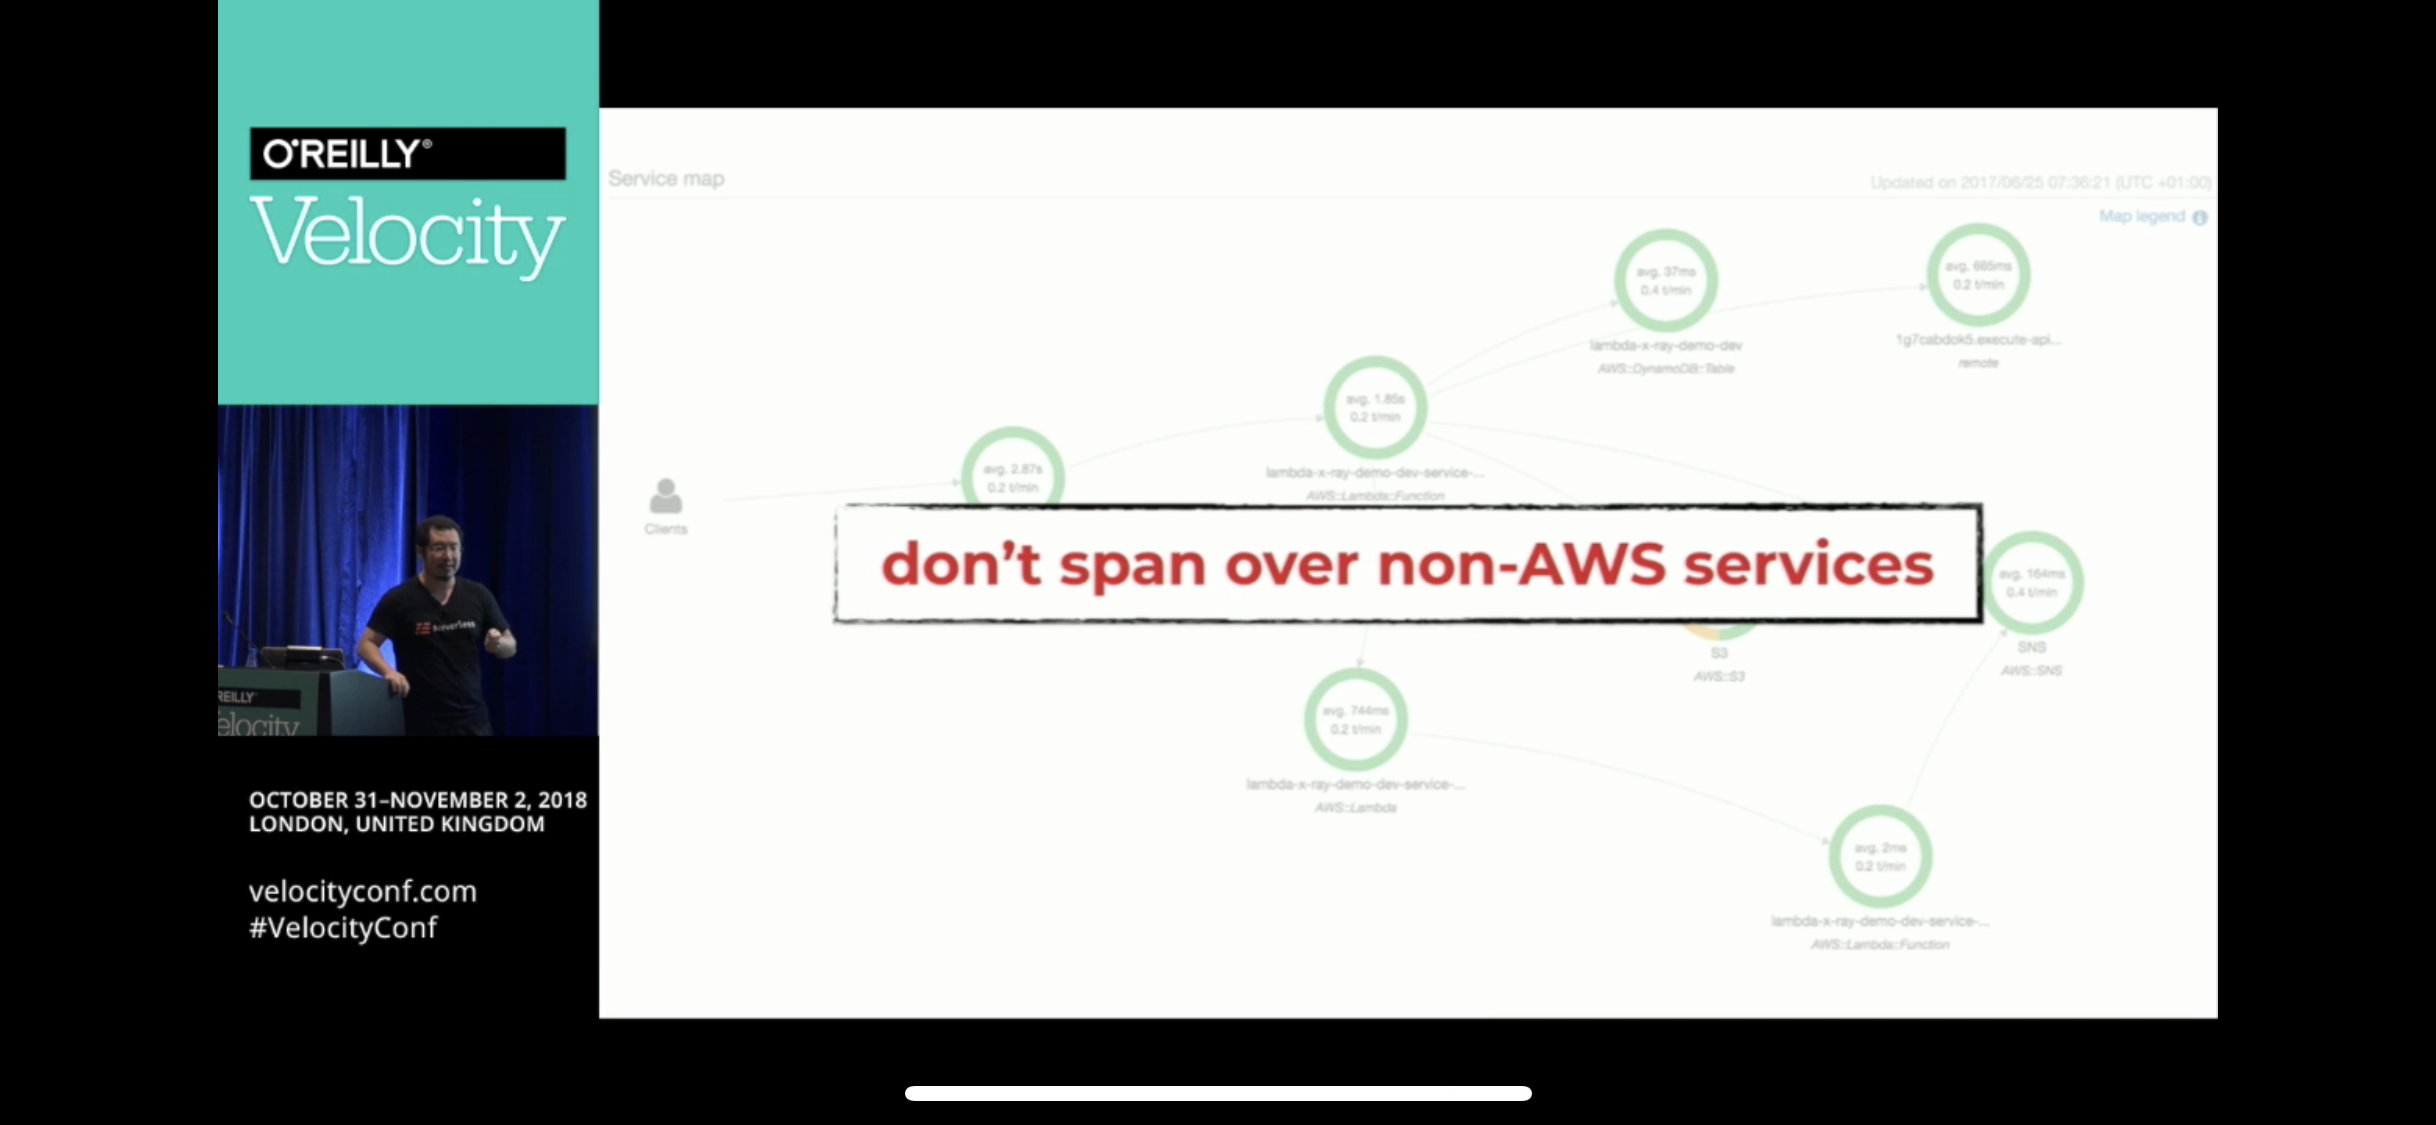 O'REILLY®
Velocity
REILLY
elocity
serverless
OCTOBER 31–NOVEMBER 2, 2018
LONDON, UNITED KINGDOM
velocityconf.com
#VelocityConf
Service map
Updated on 2017/06/25 07:36:21 (UTC +01:00)
Map legend
avg. 37ms
0.4 t/min
lambda-x-ray-demo-dev
AWS::DynamoDB::Table
avg. 665ms
0.2 t/min
1g7cabdok5.execute-api...
remote
avg. 1.85s
0.2 t/min
lambda-x-ray-demo-dev-service-...
AWS::Lambda::Function
avg. 2.87s
0.2 t/min
Clients
don't span over non-AWS services
avg. 164ms
0.4 t/min
SNS
AWS::SNS
S3
AWS::S3
avg. 744ms
0.2 t/min
lambda-x-ray-demo-dev-service-...
AWS::Lambda
avg. 2ms
0.2 t/min
lambda-x-ray-demo-dev-service-...
AWS::Lambda::Function